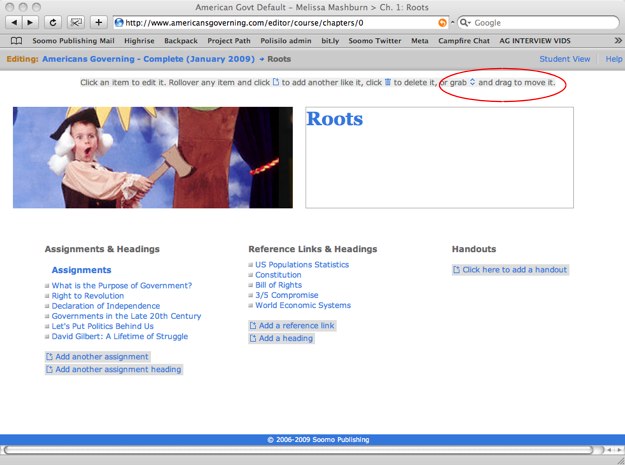 American Govt Default - Melissa Mashburn > Ch. 1: Roots
http://www.americansgoverning.com/editor/course/chapters/0
Google
Soomo Publishing Mail Highrise Backpack Project Path Polisilo admin bit.ly Soomo Twitter Meta Campfire Chat AG INTERVIEW VIDS
Editing: Americans Governing - Complete (January 2009) → Roots Student View Help
Click an item to edit it. Rollover any item and click to add another like it, click to delete it, or grab and drag to move it.
Roots
Assignments & Headings
Assignments
What is the Purpose of Government?
Right to Revolution
Declaration of Independence
Governments in the Late 20th Century
Let's Put Politics Behind Us
David Gilbert: A Lifetime of Struggle
Add another assignment
Add another assignment heading
Reference Links & Headings
US Populations Statistics
Constitution
Bill of Rights
3/5 Compromise
World Economic Systems
Add a reference link
Add a heading
Handouts
Click here to add a handout
© 2006-2009 Soomo Publishing